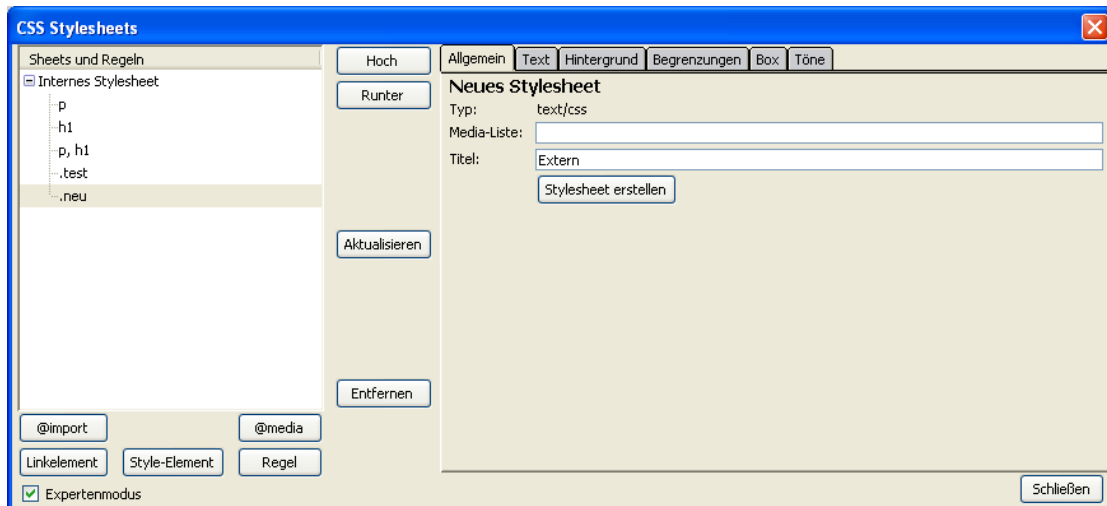 CSS Stylesheets
Sheets und Regeln
Internes Stylesheet
p
h1
p, h1
.test
.neu
@import
@media
Linkelement
Style-Element
Regel
Expertenmodus
Hoch
Runter
Aktualisieren
Entfernen
Allgemein Text Hintergrund Begrenzungen Box Töne
Neues Stylesheet
Typ: text/css
Media-Liste:
Titel: Extern
Stylesheet erstellen
Schließen